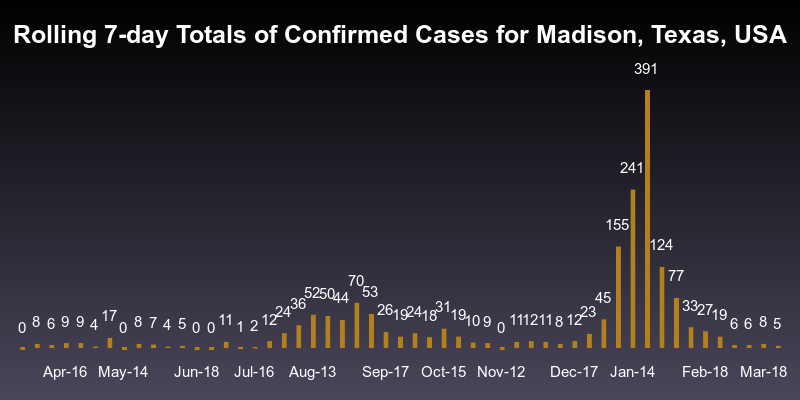 Rolling 7-day Totals of Confirmed Cases for Madison, Texas, USA
391
241
155
124
77
70
52 50 53
44 45
36
24 26 24 31 33 27
17 19 18 19 23 19
11 12 10 11 12 11 12
0 8 6 9 9 4 0 8 7 4 5 0 0 1 2 9 0 8 6 6 8 5
Apr-16 May-14 Jun-18 Jul-16 Aug-13 Sep-17 Oct-15 Nov-12 Dec-17 Jan-14 Feb-18 Mar-18